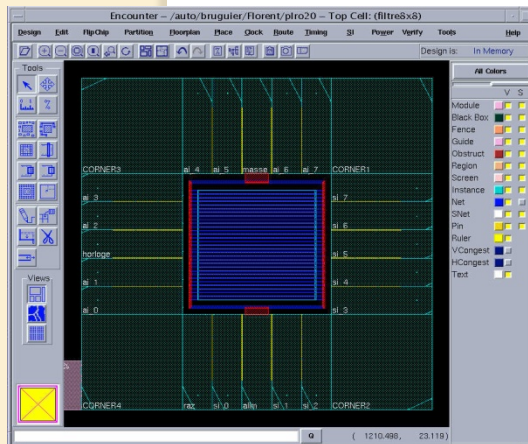 Encounter - /auto/bruguier/Florent/plro20 - Top Cell: (filtre8x8)
Design Edit FlipChip Partition Floorplan Place Clock Route Timing SI Power Verify Tools Help
Design is: In Memory
Tools
All Colors
V S
Module
Black Box
Fence
Guide
Obstruct
Region
Screen
Instance
Net
SNet
Pin
Ruler
VCongest
HCongest
Text
Views
CORNER3 ai_4 ai_5 masse ai_6 ai_7 CORNER1
ai_3 si_7
ai_2 si_6
horloge si_5
ai_1 si_4
ai_0 si_3
CORNER4 raz si_0 alim si_1 si_2 CORNER2
Q ( 1210.498, 23.119 )